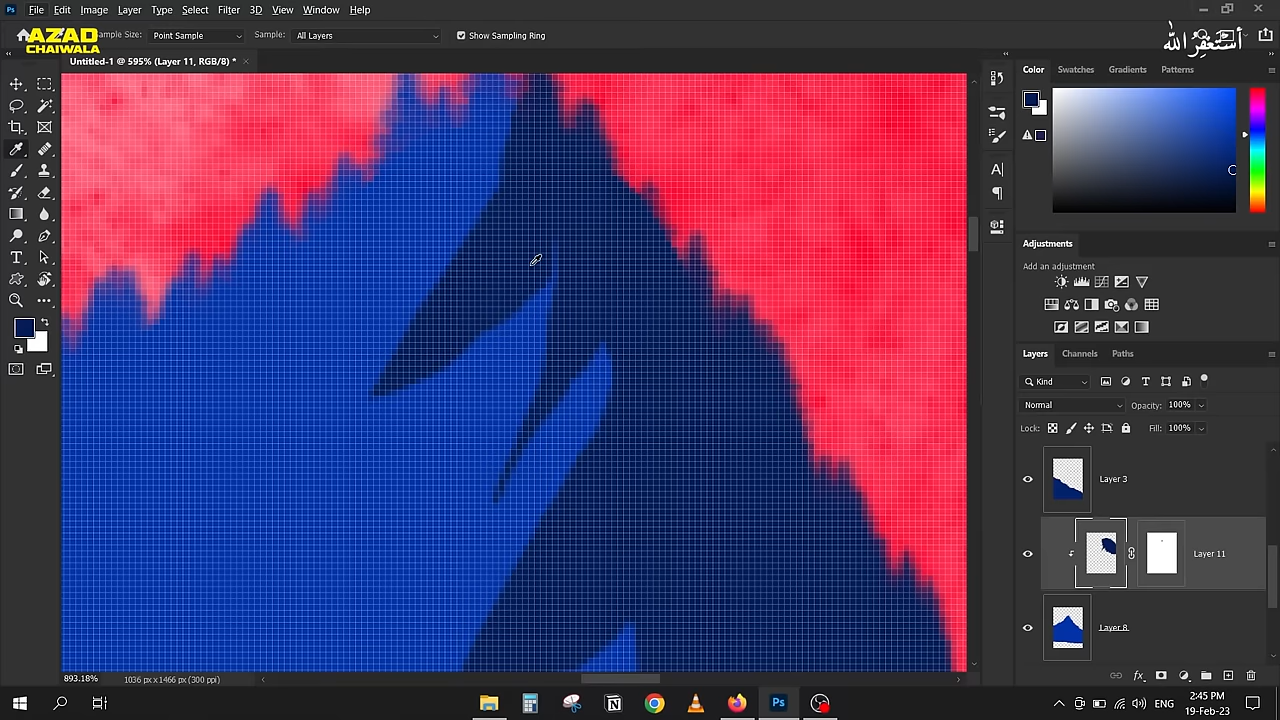 File Edit Image Layer Type Select Filter 3D View Window Help
AZAD
CHAIWALA
Sample Size: Point Sample Sample: All Layers Show Sampling Ring
أستغفر الله
Untitled-1 @ 595% (Layer 11, RGB/8) *
Color Swatches Gradients Patterns
Adjustments
Add an adjustment
Layers Channels Paths
Kind
Normal Opacity: 100%
Lock: Fill: 100%
Layer 3
Layer 11
Layer 8
893.18% 1036 px x 1466 px (300 ppi)
ENG
2:45 PM
19-Feb-23